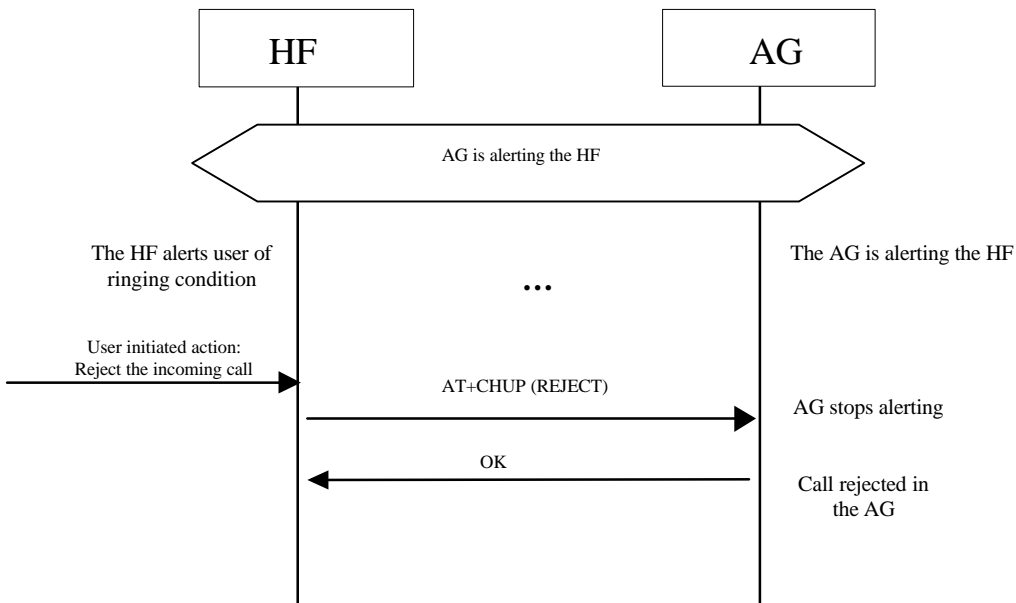 HF
AG
AG is alerting the HF
The HF alerts user of
ringing condition
The AG is alerting the HF
...
User initiated action:
Reject the incoming call
AT+CHUP (REJECT)
AG stops alerting
OK
Call rejected in
the AG